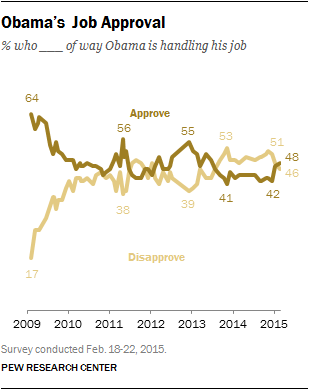 Obama's Job Approval
% who ___ of way Obama is handling his job
64
Approve
56
55
53
51
48
46
38
39
41
42
17
Disapprove
2009 2010 2011 2012 2013 2014 2015
Survey conducted Feb. 18-22, 2015.
PEW RESEARCH CENTER